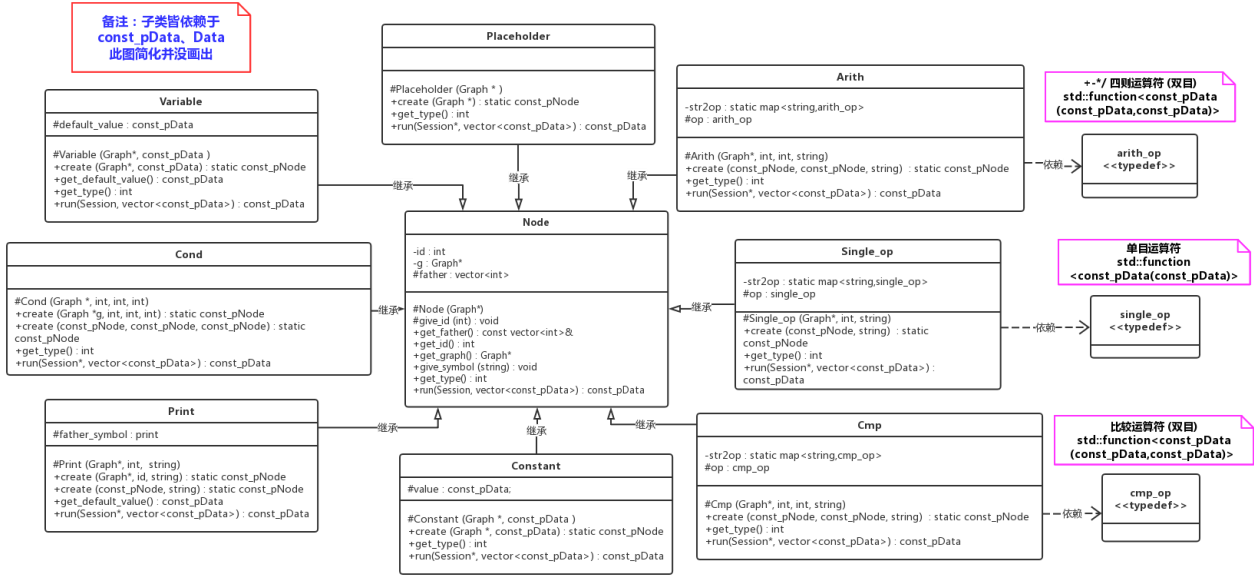 备注：子类皆依赖于
const_pData、Data
此图简化并没画出
Placeholder
#Placeholder (Graph * )
+create (Graph *) : static const_pNode
+get_type() : int
+run(Session*, vector<const_pData>) : const_pData
Variable
#default_value : const_pData
#Variable (Graph*, const_pData )
+create (Graph*, const_pData) : static const_pNode
+get_default_value() : const_pData
+get_type() : int
+run(Session, vector<const_pData>) : const_pData
继承
继承
继承
Arith
-str2op : static map<string,arith_op>
#op : arith_op
#Arith (Graph*, int, int, string)
+create (const_pNode, const_pNode, string)  : static const_pNode
+get_type() : int
+run(Session*, vector<const_pData>) : const_pData
依赖
+-*/ 四则运算符 (双目)
std::function<const_pData
(const_pData,const_pData)>
arith_op
<<typedef>>
Node
-id : int
-g : Graph*
#father : vector<int>
#Node (Graph*)
#give_id (int) : void
+get_father() : const vector<int>&
+get_id() : int
+get_graph() : Graph*
+give_symbol (string) : void
+get_type() : int
+run(Session, vector<const_pData>) : const_pData
Cond
#Cond (Graph *, int, int, int)
+create (Graph *g, int, int, int) : static const_pNode
+create (const_pNode, const_pNode, const_pNode) : static
const_pNode
+get_type() : int
+run(Session*, vector<const_pData>) : const_pData
继承
继承
Single_op
-str2op : static map<string,single_op>
#op : single_op
#Single_op (Graph*, int, string)
+create (const_pNode, string)  : static
const_pNode
+get_type() : int
+run(Session*, vector<const_pData>) :
const_pData
依赖
单目运算符
std::function
<const_pData(const_pData)>
single_op
<<typedef>>
Print
#father_symbol : print
#Print (Graph*, int,  string)
+create (Graph*, id, string) : static const_pNode
+create (const_pNode, string) : static const_pNode
+get_default_value() : const_pData
+run(Session*, vector<const_pData>) : const_pData
继承
继承
继承
Constant
#value : const_pData;
#Constant (Graph *, const_pData )
+create (Graph *, const_pData) : static const_pNode
+get_type() : int
+run(Session*, vector<const_pData>) : const_pData
Cmp
-str2op : static map<string,cmp_op>
#op : cmp_op
#Cmp (Graph*, int, int, string)
+create (const_pNode, const_pNode, string)  : static const_pNode
+get_type() : int
+run(Session*, vector<const_pData>) : const_pData
依赖
比较运算符 (双目)
std::function<const_pData
(const_pData,const_pData)>
cmp_op
<<typedef>>